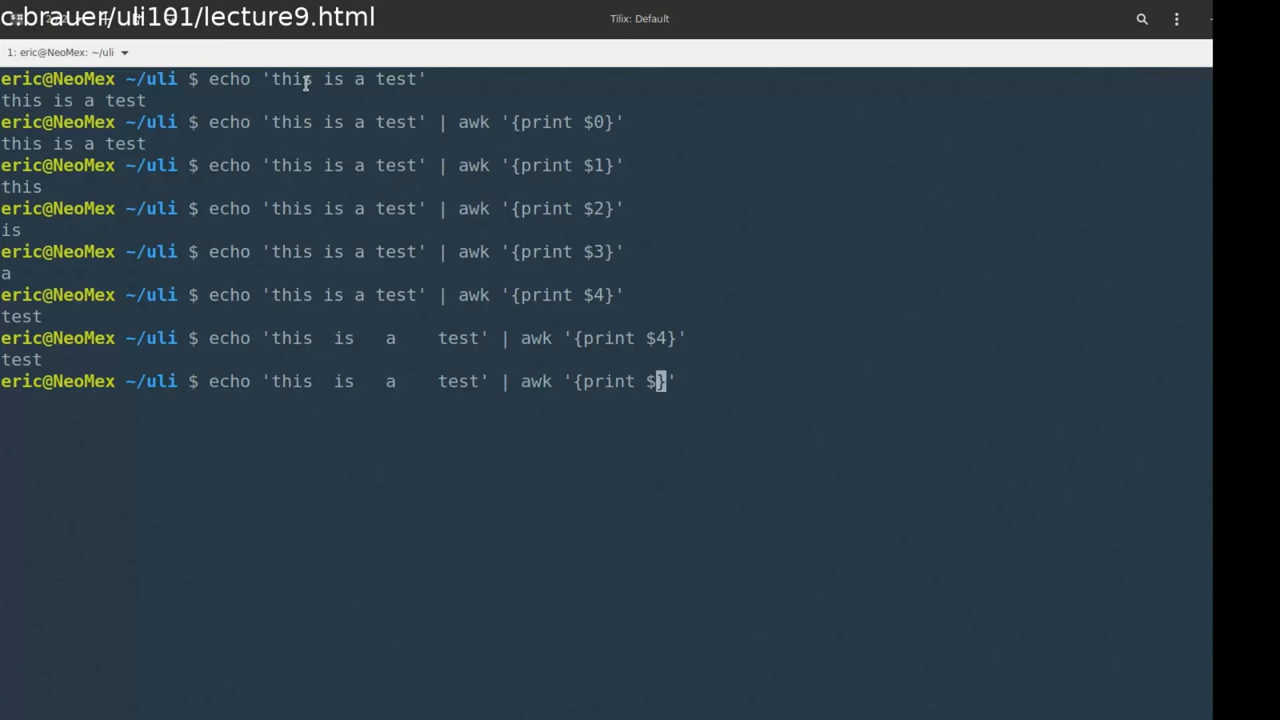 c.brauer/uli101/lecture9.html
Tilix: Default
1: eric@NeoMex: ~/uli
eric@NeoMex ~/uli $ echo 'this is a test'
this is a test
eric@NeoMex ~/uli $ echo 'this is a test' | awk '{print $0}'
this is a test
eric@NeoMex ~/uli $ echo 'this is a test' | awk '{print $1}'
this
eric@NeoMex ~/uli $ echo 'this is a test' | awk '{print $2}'
is
eric@NeoMex ~/uli $ echo 'this is a test' | awk '{print $3}'
a
eric@NeoMex ~/uli $ echo 'this is a test' | awk '{print $4}'
test
eric@NeoMex ~/uli $ echo 'this  is   a    test' | awk '{print $4}'
test
eric@NeoMex ~/uli $ echo 'this  is   a    test' | awk '{print $}'